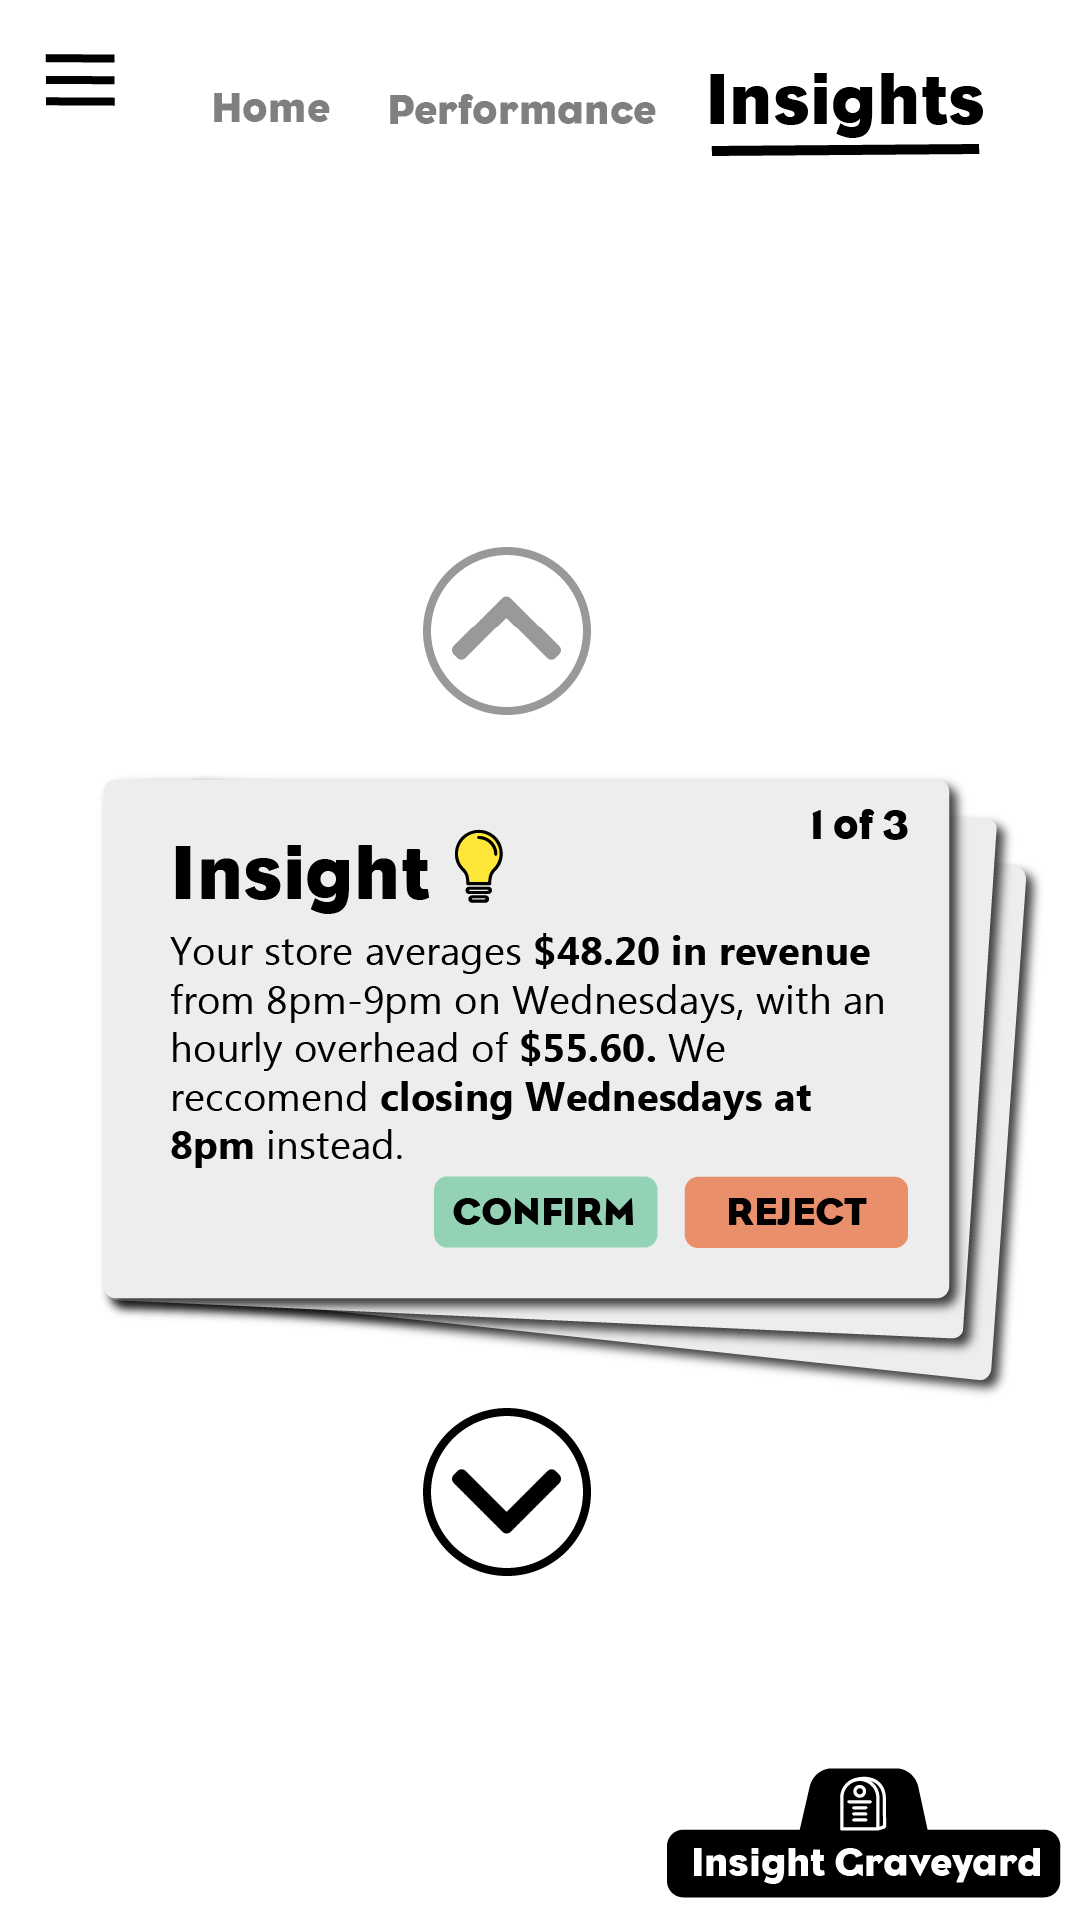 Home Performance Insights
1 of 3
Insight
Your store averages $48.20 in revenue
from 8pm-9pm on Wednesdays, with an
hourly overhead of $55.60. We
reccomend closing Wednesdays at
8pm instead.
CONFIRM REJECT
Insight Graveyard